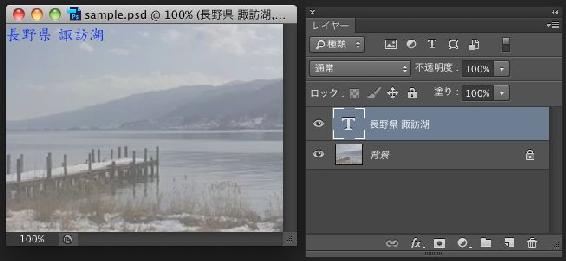 sample.psd @ 100% (長野県 諏訪湖,...
長野県 諏訪湖
100%
レイヤー
種類
通常
不透明度:
100%
ロック:
塗り:
100%
T
長野県 諏訪湖
背景
fx